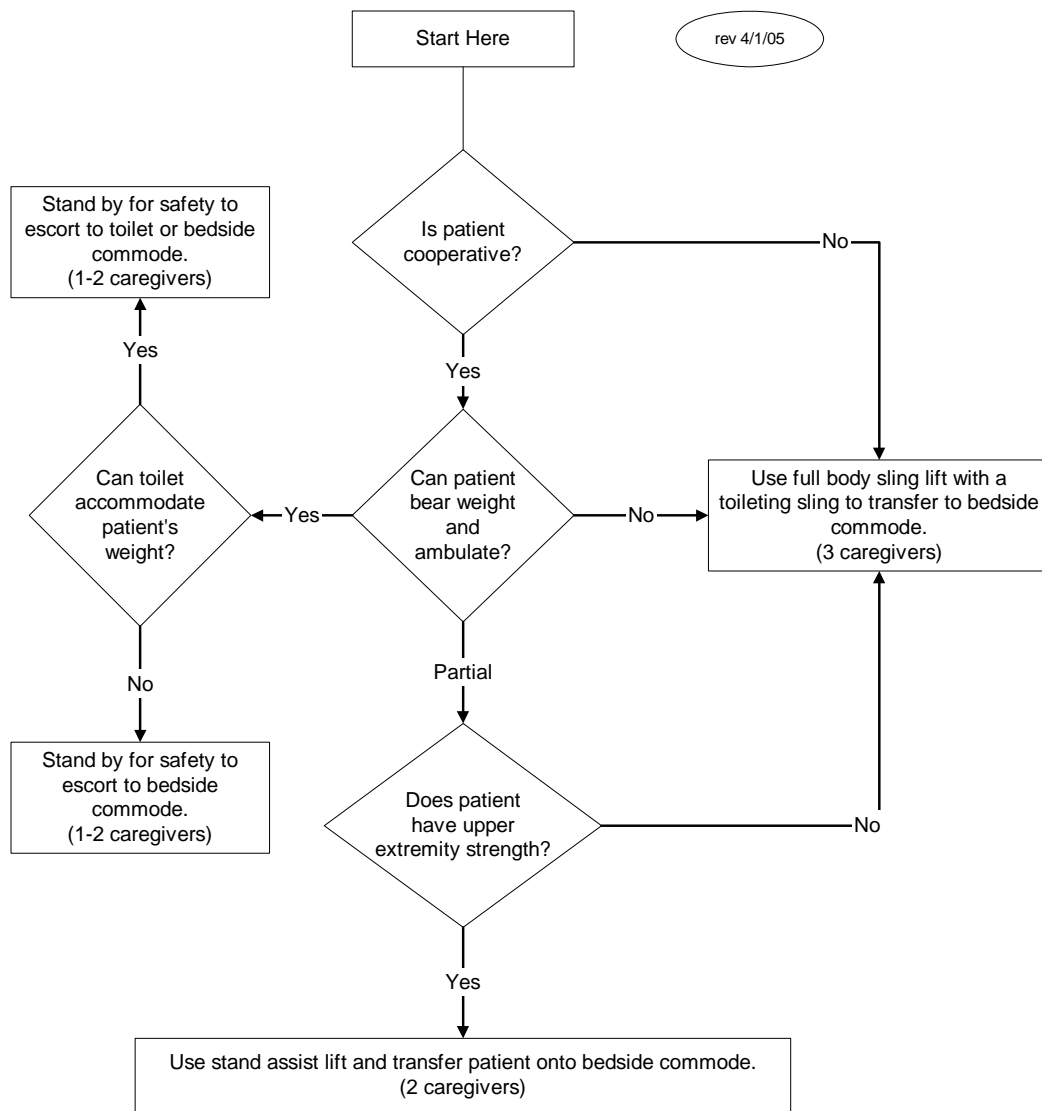 Start Here
rev 4/1/05
Is patient
cooperative?
No
Yes
Stand by for safety to
escort to toilet or bedside
commode.
(1-2 caregivers)
Yes
Can toilet
accommodate
patient's
weight?
Yes
Can patient
bear weight
and
ambulate?
No
Use full body sling lift with a
toileting sling to transfer to bedside
commode.
(3 caregivers)
No
Partial
Stand by for safety to
escort to bedside
commode.
(1-2 caregivers)
Does patient
have upper
extremity strength?
No
Yes
Use stand assist lift and transfer patient onto bedside commode.
(2 caregivers)